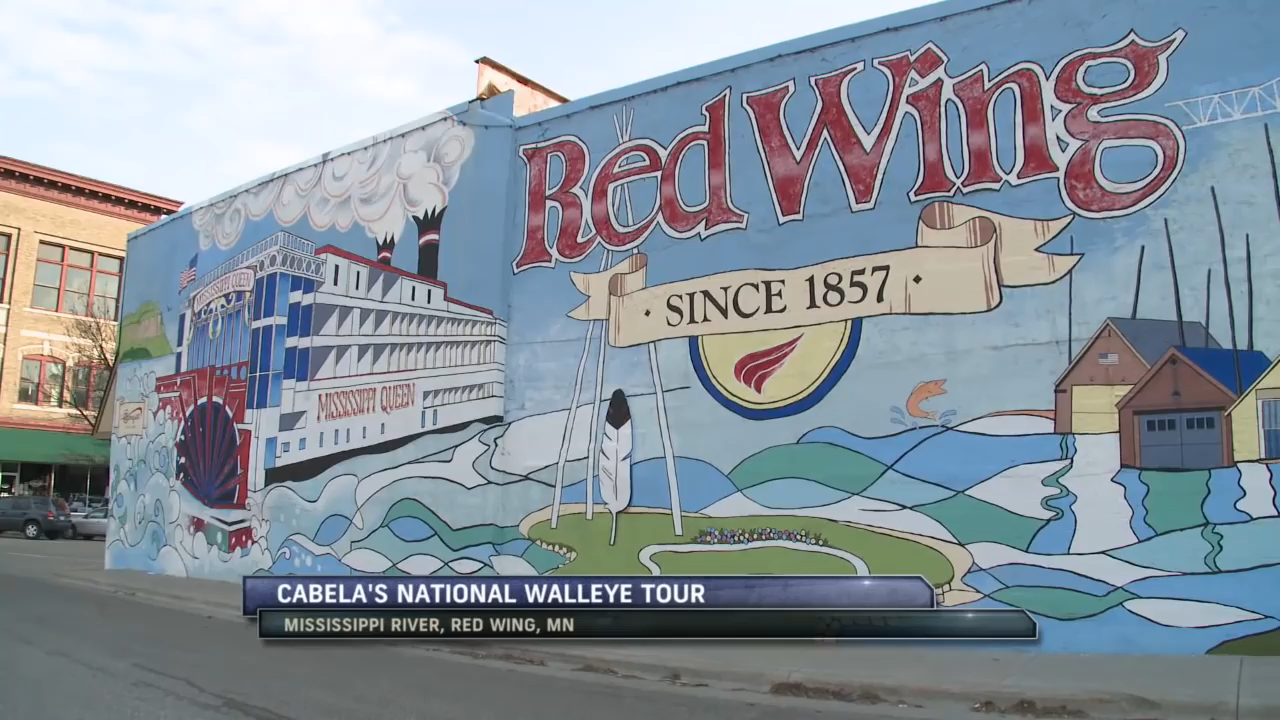 Red Wing
· SINCE 1857 ·
MISSISSIPPI QUEEN
MISSISSIPPI QUEEN
CABELA'S NATIONAL WALLEYE TOUR
MISSISSIPPI RIVER, RED WING, MN